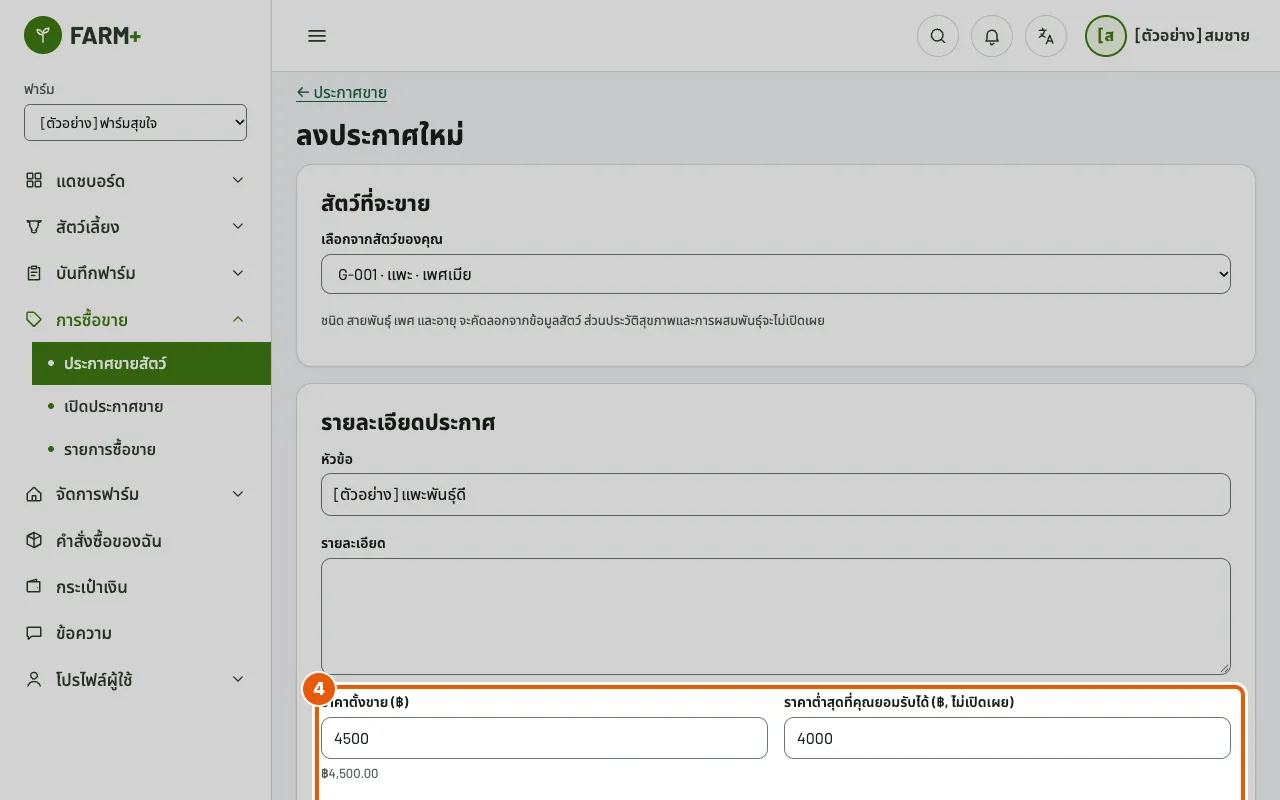 FARM+
[ส
[ตัวอย่าง] สมชาย
ฟาร์ม
[ตัวอย่าง] ฟาร์มสุขใจ
แดชบอร์ด
สัตว์เลี้ยง
บันทึกฟาร์ม
การซื้อขาย
ประกาศขายสัตว์
เปิดประกาศขาย
รายการซื้อขาย
จัดการฟาร์ม
คำสั่งซื้อของฉัน
กระเป๋าเงิน
ข้อความ
โปรไฟล์ผู้ใช้
← ประกาศขาย
ลงประกาศใหม่
สัตว์ที่จะขาย
เลือกจากสัตว์ของคุณ
G-001 · แพะ · เพศเมีย
ชนิด สายพันธุ์ เพศ และอายุ จะคัดลอกจากข้อมูลสัตว์ ส่วนประวัติสุขภาพและการผสมพันธุ์จะไม่เปิดเผย
รายละเอียดประกาศ
หัวข้อ
[ตัวอย่าง] แพะพันธุ์ดี
รายละเอียด
4
ราคาตั้งขาย (฿)
4500
฿4,500.00
ราคาต่ำสุดที่คุณยอมรับได้ (฿, ไม่เปิดเผย)
4000